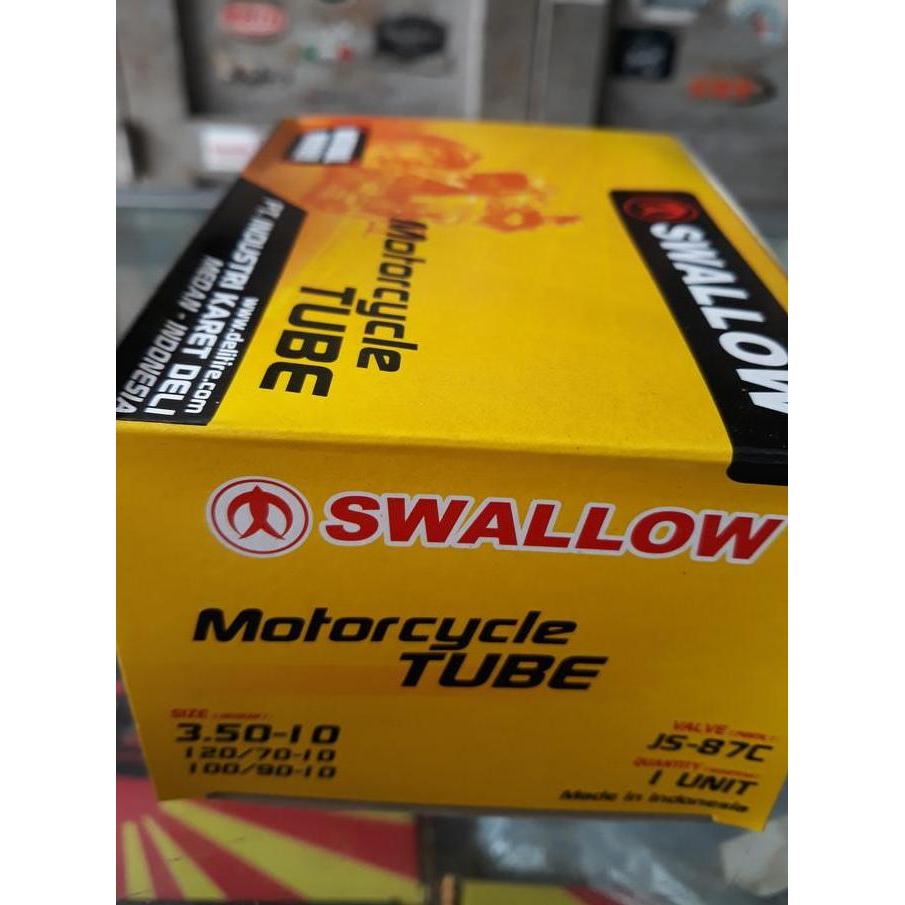 SWALLOW
Motorcycle
TUBE
www.delitire.com
PT. INDUSTRI KARET DELI
MEDAN - INDONESIA
SWALLOW
Motorcycle
TUBE
SIZE
3.50-10
120/70-10
100/90-10
VALVE
JS-87C
QUANTITY
1 UNIT
Made in Indonesia